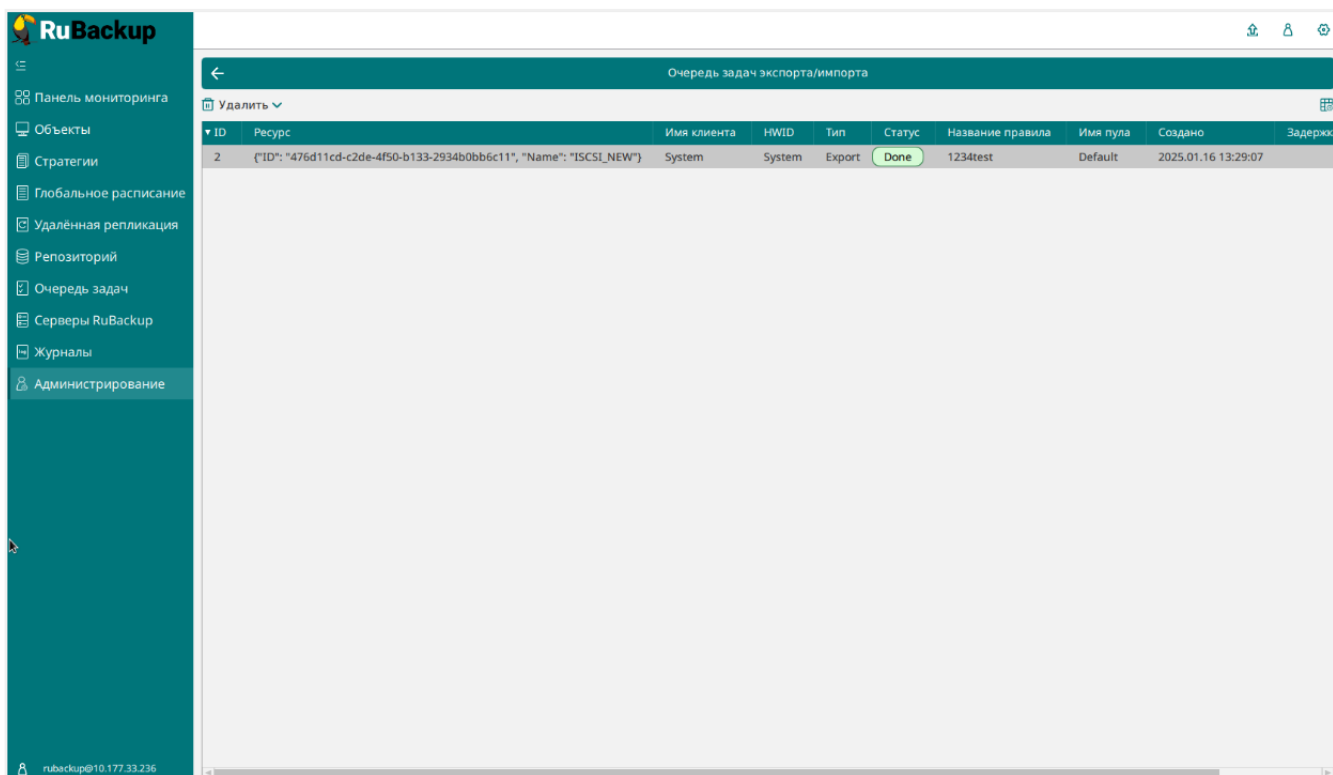 RuBackup
Панель мониторинга
Объекты
Стратегии
Глобальное расписание
Удалённая репликация
Репозиторий
Очередь задач
Серверы RuBackup
Журналы
Администрирование
rubackup@10.177.33.236
Очередь задач экспорта/импорта
Удалить
ID Ресурс Имя клиента HWID Тип Статус Название правила Имя пула Создано Задержк
2 {"ID": "476d11cd-c2de-4f50-b133-2934b0bb6c11", "Name": "ISCSI_NEW"} System System Export Done 1234test Default 2025.01.16 13:29:07